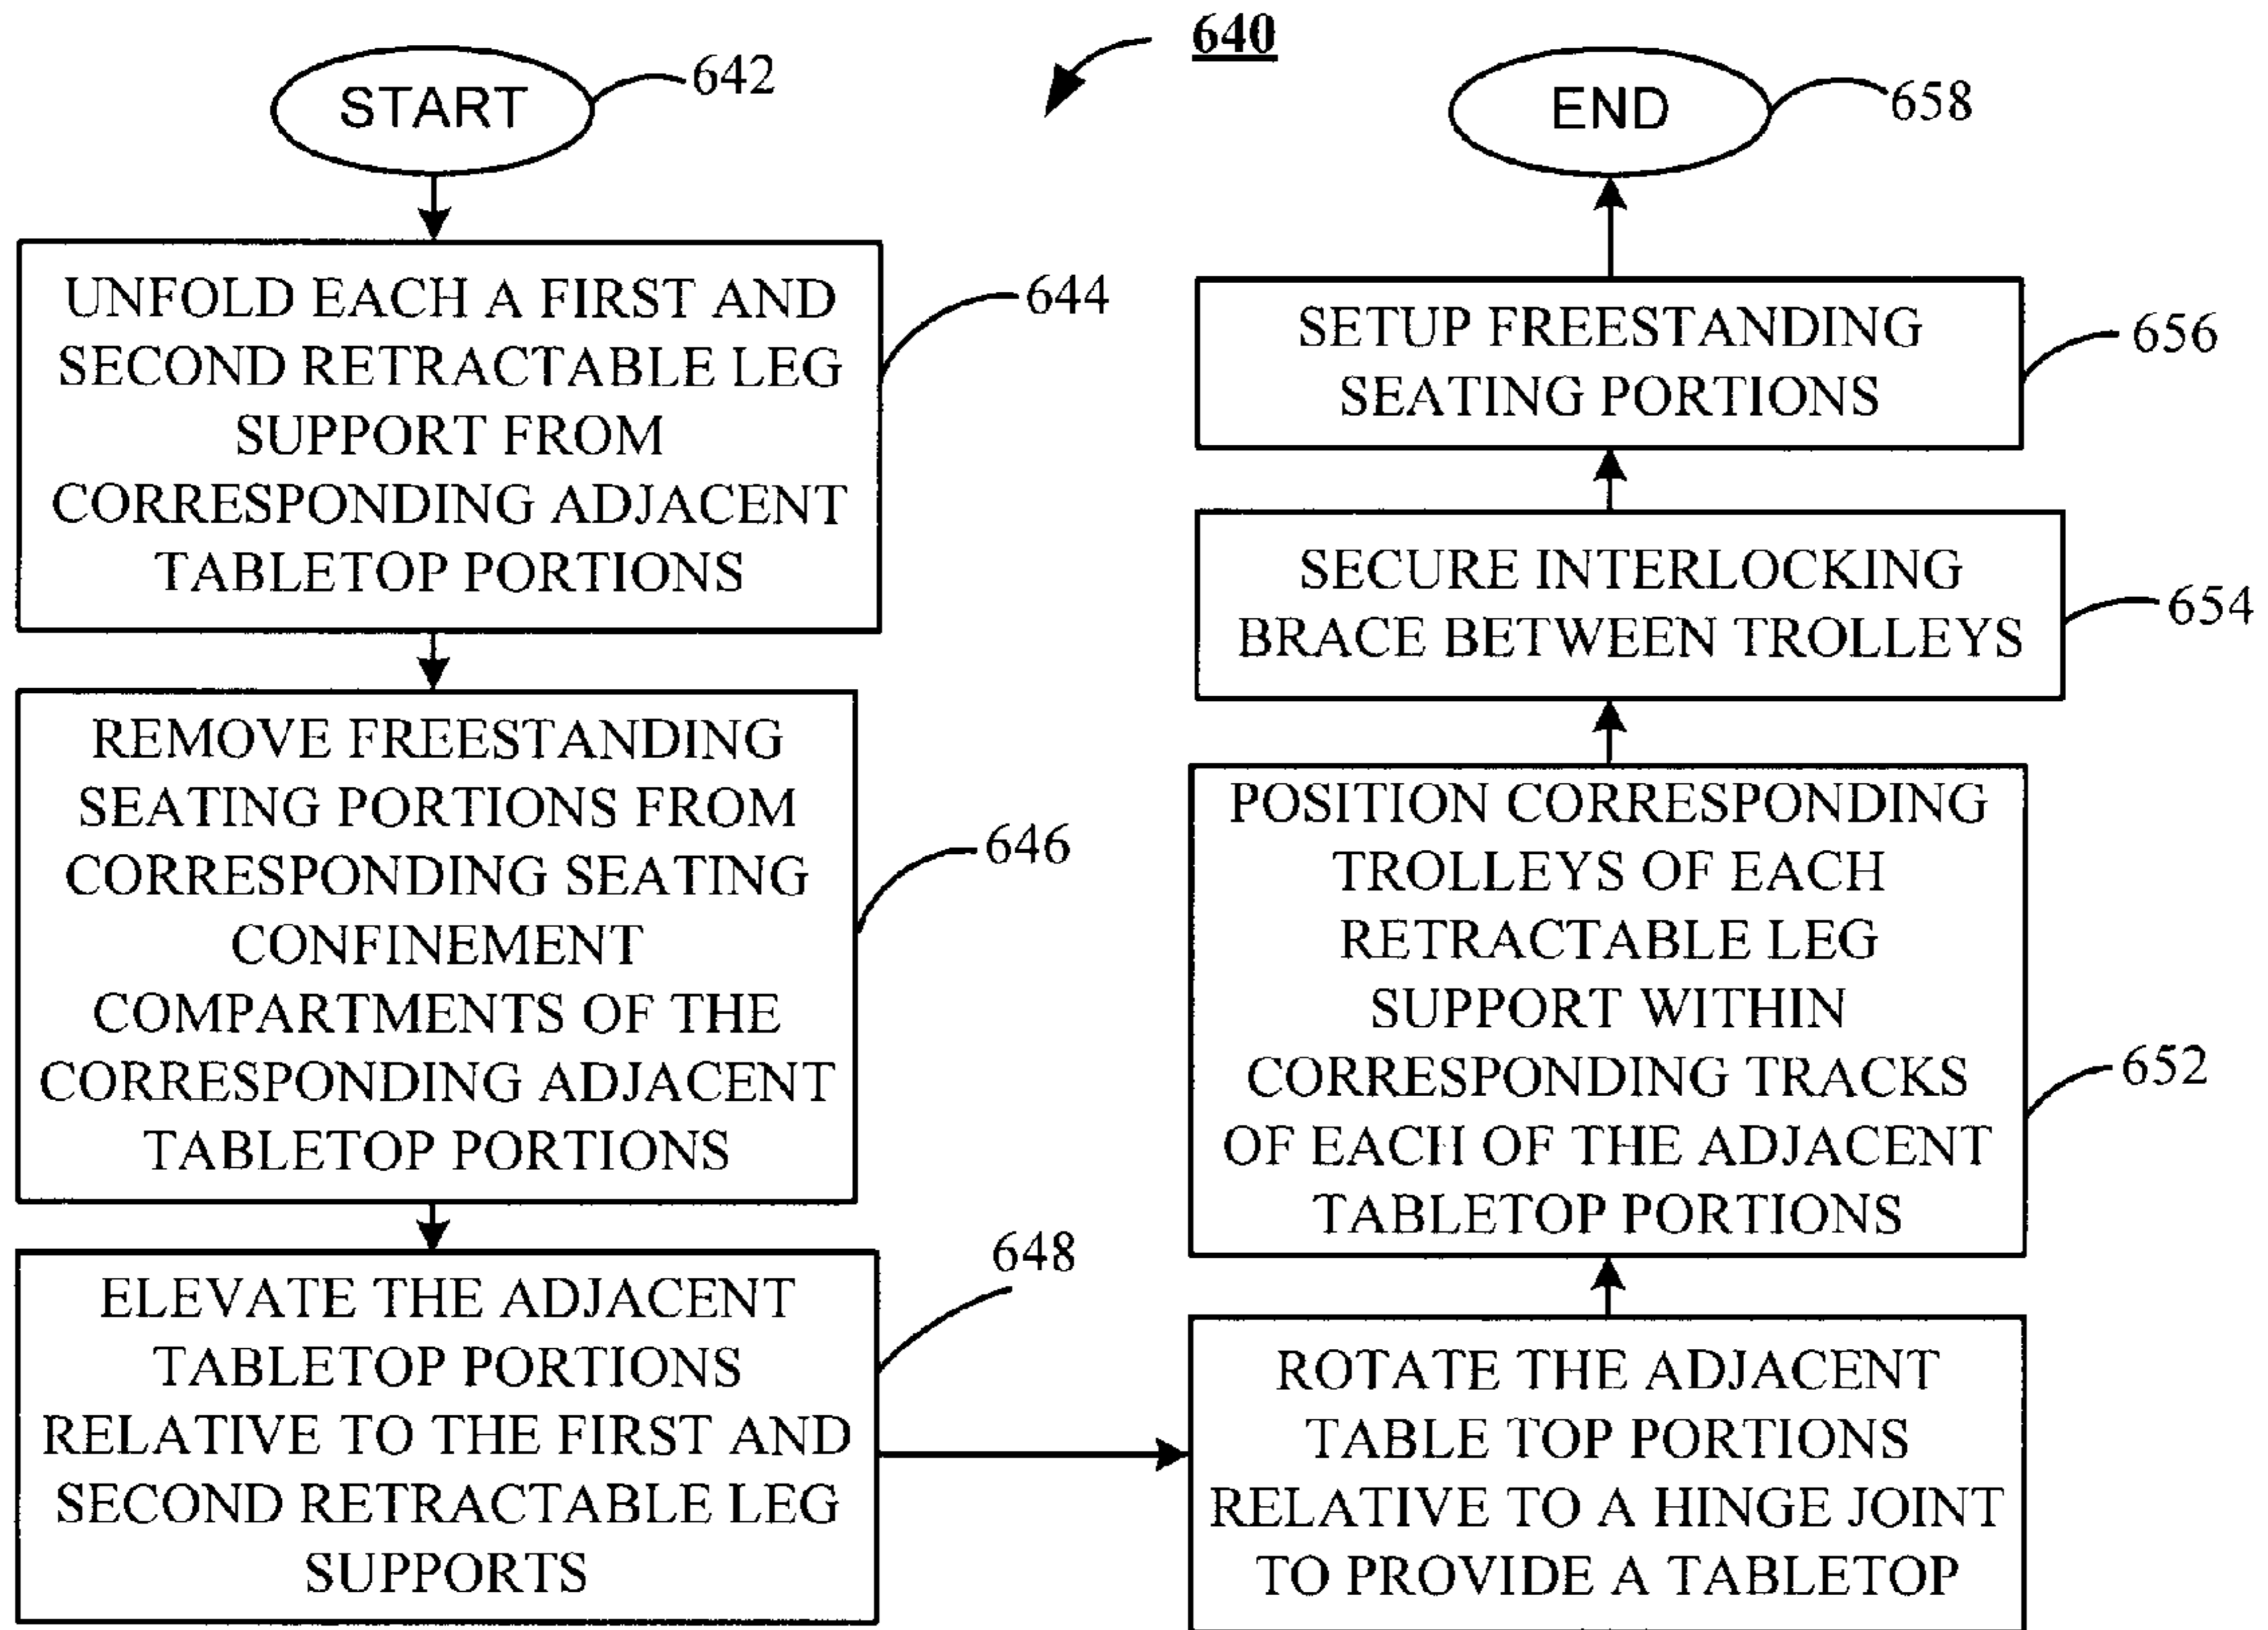 640
START
642
UNFOLD EACH A FIRST AND
SECOND RETRACTABLE LEG
SUPPORT FROM
CORRESPONDING ADJACENT
TABLETOP PORTIONS
644
REMOVE FREESTANDING
SEATING PORTIONS FROM
CORRESPONDING SEATING
CONFINEMENT
COMPARTMENTS OF THE
CORRESPONDING ADJACENT
TABLETOP PORTIONS
646
ELEVATE THE ADJACENT
TABLETOP PORTIONS
RELATIVE TO THE FIRST AND
SECOND RETRACTABLE LEG
SUPPORTS
648
ROTATE THE ADJACENT
TABLE TOP PORTIONS
RELATIVE TO A HINGE JOINT
TO PROVIDE A TABLETOP
POSITION CORRESPONDING
TROLLEYS OF EACH
RETRACTABLE LEG
SUPPORT WITHIN
CORRESPONDING TRACKS
OF EACH OF THE ADJACENT
TABLETOP PORTIONS
652
SECURE INTERLOCKING
BRACE BETWEEN TROLLEYS
654
SETUP FREESTANDING
SEATING PORTIONS
656
END
658